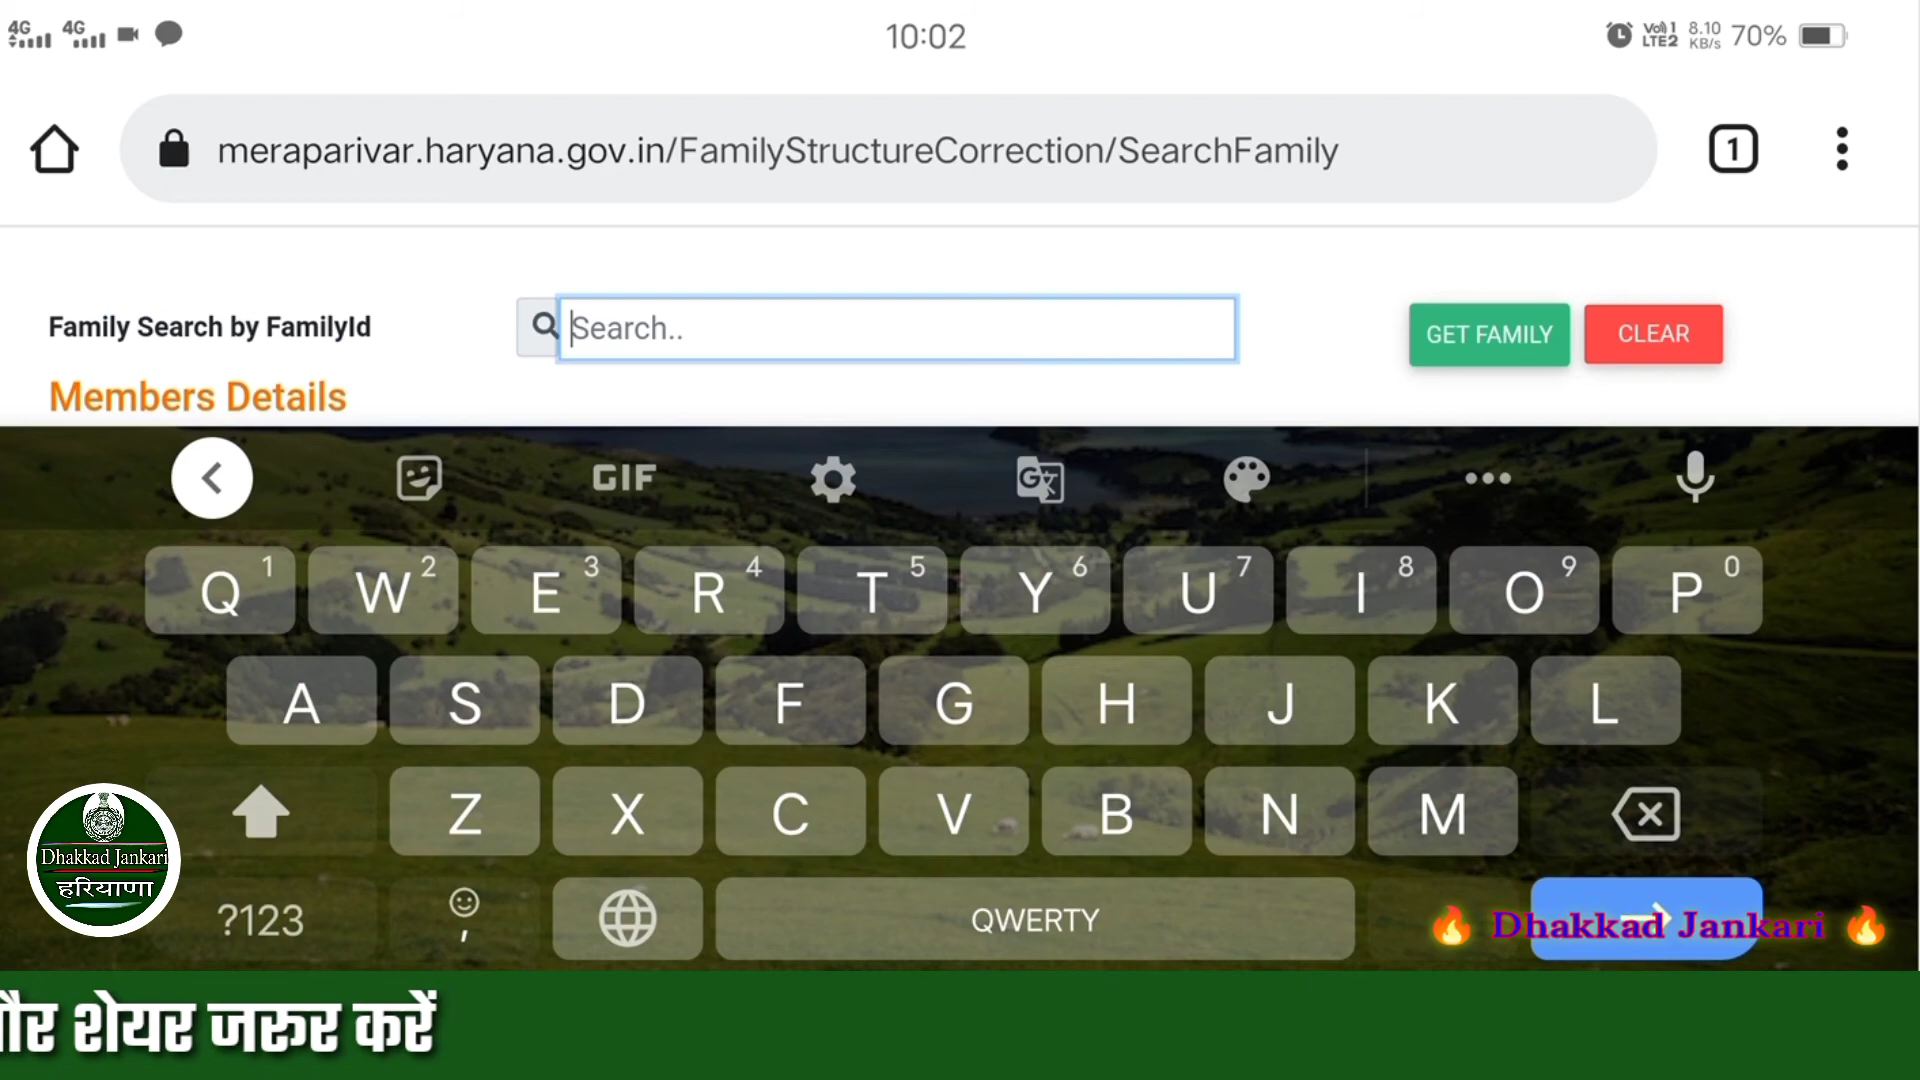 4G 4G 10:02 Vo)) 1 LTE2 8.10 KB/s 70%
meraparivar.haryana.gov.in/FamilyStructureCorrection/SearchFamily 1
Family Search by FamilyId Search.. GET FAMILY CLEAR
Members Details
GIF G
Q 1 W 2 E 3 R 4 T 5 Y 6 U 7 I 8 O 9 P 0
A S D F G H J K L
Z X C V B N M
Dhakkad Jankari
हरियाणा
?123 , QWERTY
Dhakkad Jankari
शेयर जरूर करें